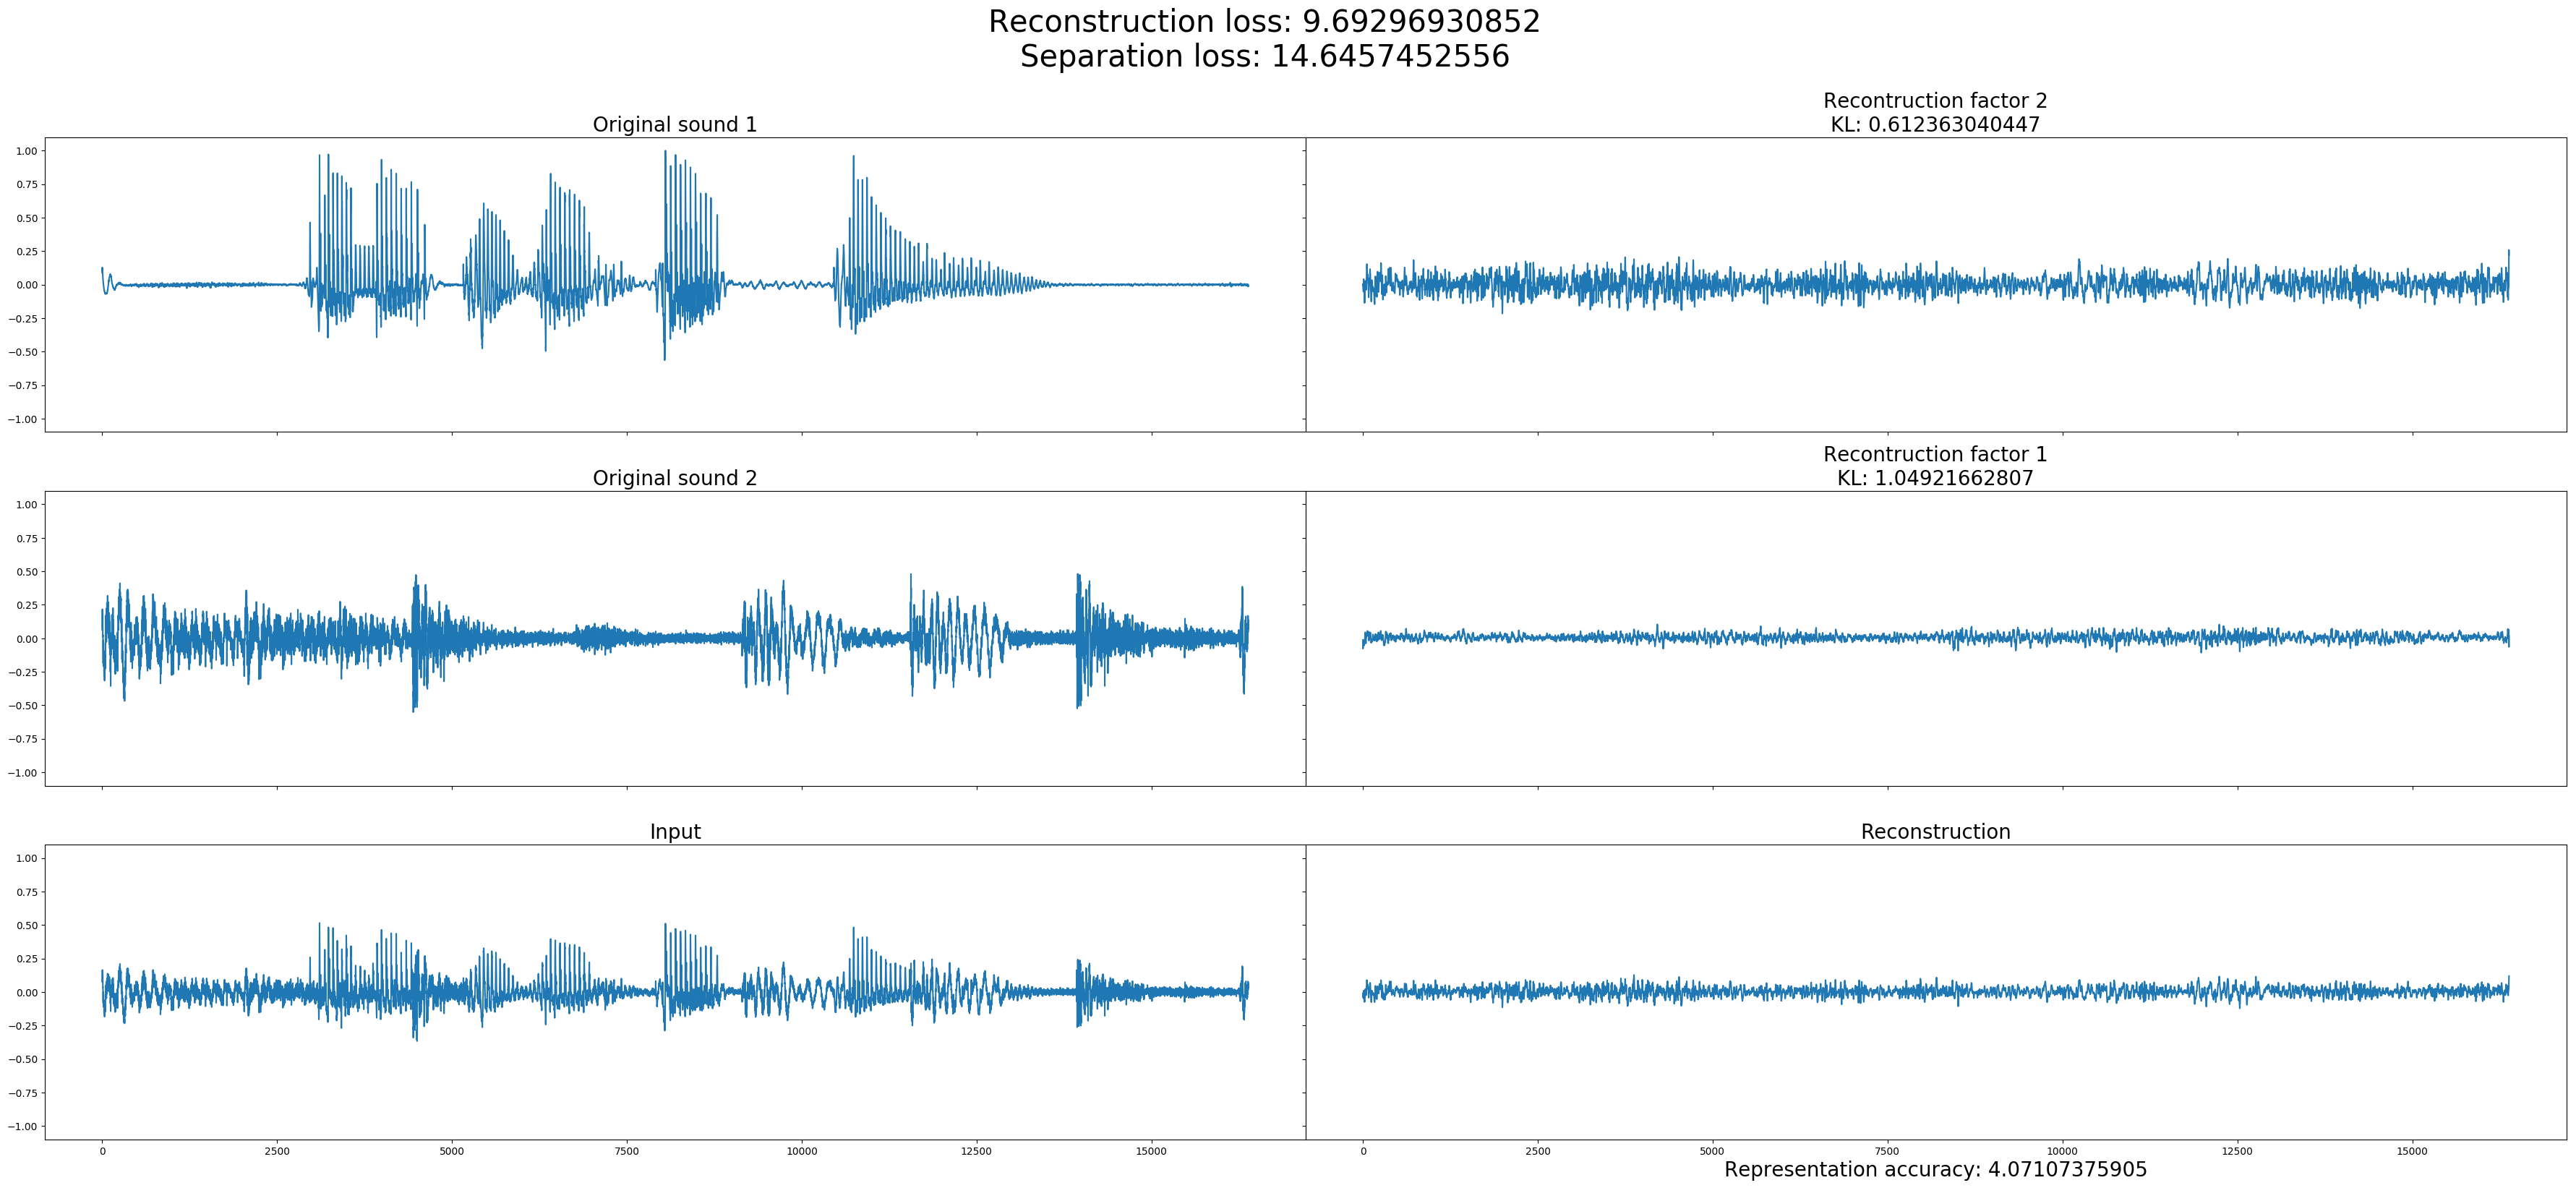 Reconstruction loss: 9.69296930852
Separation loss: 14.6457452556
Original sound 1
Recontruction factor 2
KL: 0.612363040447
1.00
0.75
0.50
0.25
0.00
−0.25
−0.50
−0.75
−1.00
Original sound 2
Recontruction factor 1
KL: 1.04921662807
1.00
0.75
0.50
0.25
0.00
−0.25
−0.50
−0.75
−1.00
Input
Reconstruction
1.00
0.75
0.50
0.25
0.00
−0.25
−0.50
−0.75
−1.00
0 2500 5000 7500 10000 12500 15000
0 2500 5000 7500 10000 12500 15000
Representation accuracy: 4.07107375905